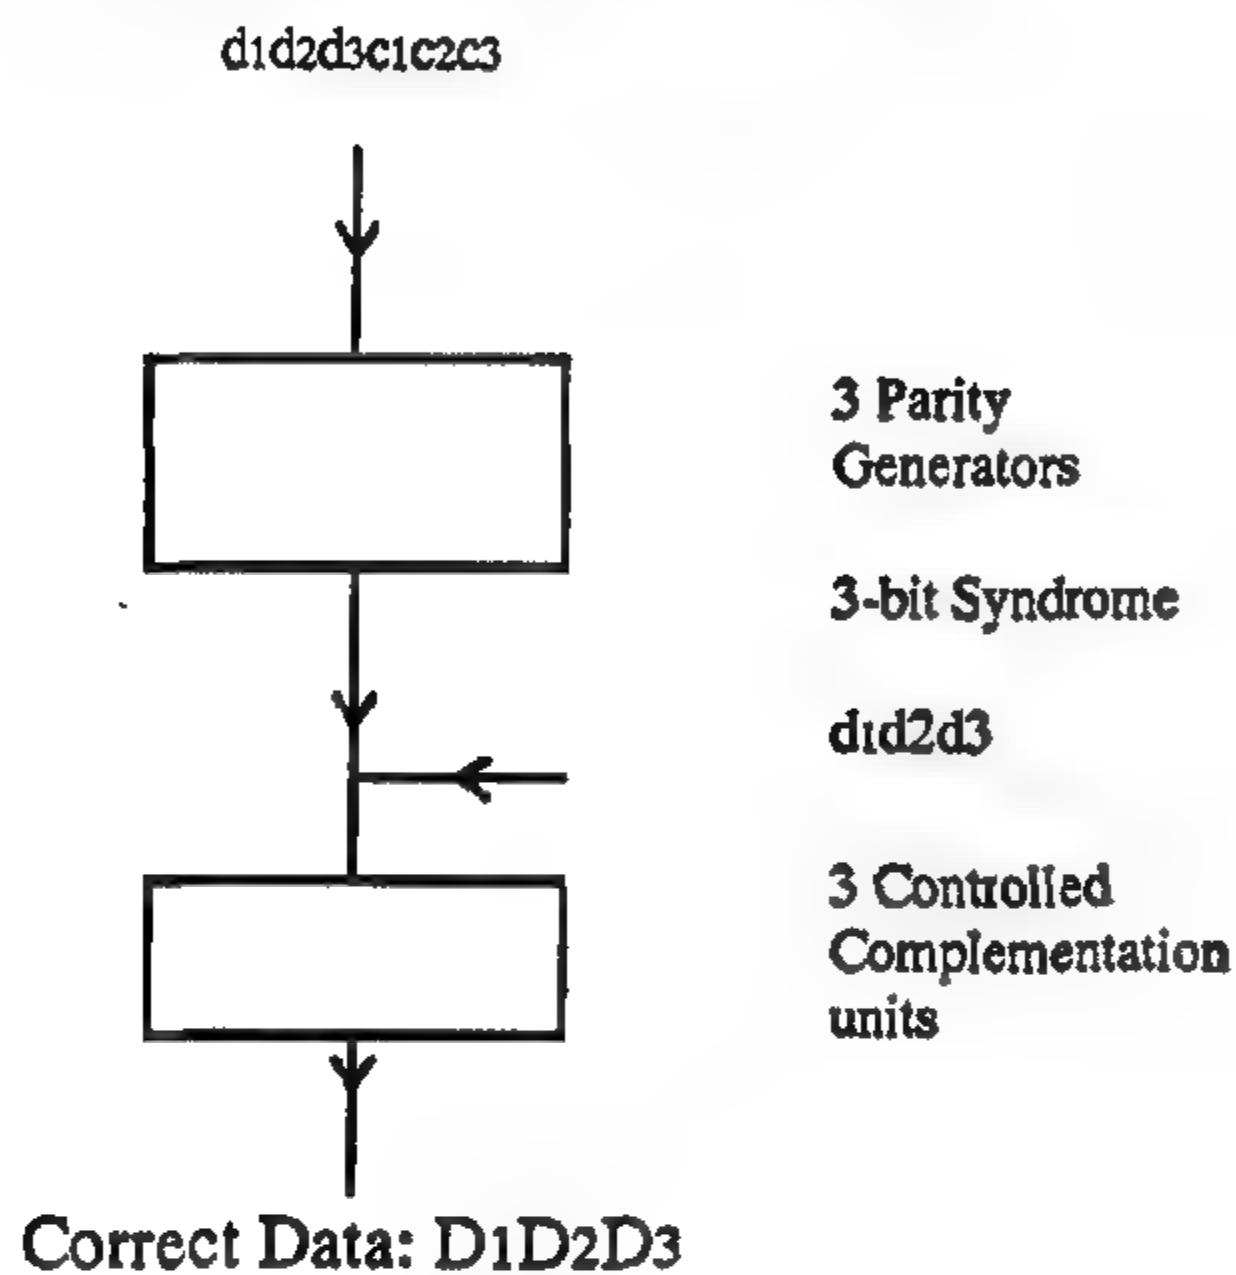 d1d2d3c1c2c3
3 Parity
Generators
3-bit Syndrome
d1d2d3
3 Controlled
Complementation
units
Correct Data: D1D2D3